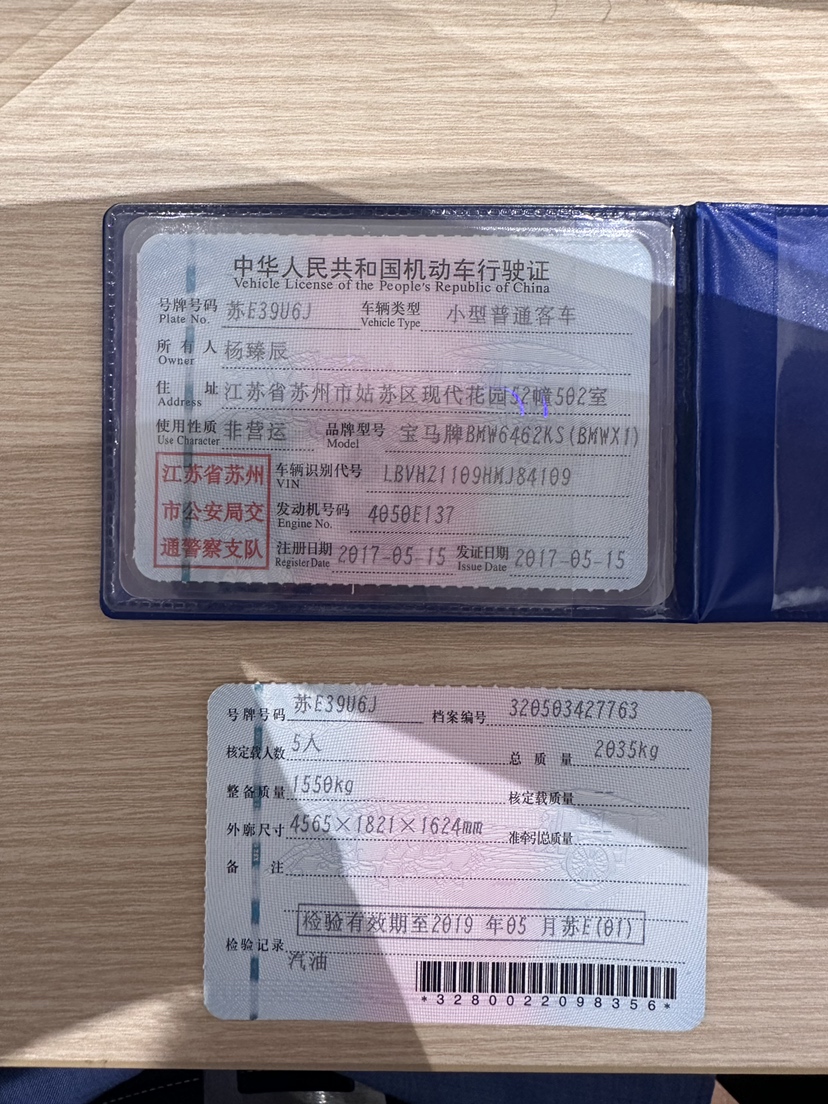 中华人民共和国机动车行驶证
Vehicle License of the People's Republic of China
号牌号码 苏E39U6J 车辆类型 小型普通客车
Plate No. Vehicle Type
所有人 杨臻辰
Owner
住址 江苏省苏州市姑苏区现代花园52幢502室
Address
使用性质 非营运 品牌型号 宝马牌BMW6462KS(BMWX1)
Use Character Model
江苏省苏州
市公安局交
通警察支队
车辆识别代号 LBVHZ1109HMJ84109
VIN
发动机号码 4050E137
Engine No.
注册日期 2017-05-15 发证日期 2017-05-15
Register Date Issue Date
号牌号码 苏E39U6J 档案编号 320503427763
核定载人数 5人 总质量 2035kg
整备质量 1550kg 核定载质量 --
外廓尺寸 4565×1821×1624mm 准牵引总质量 --
备注
检验有效期至2019年05月苏E(01)
检验记录
汽油
*3280022098356*